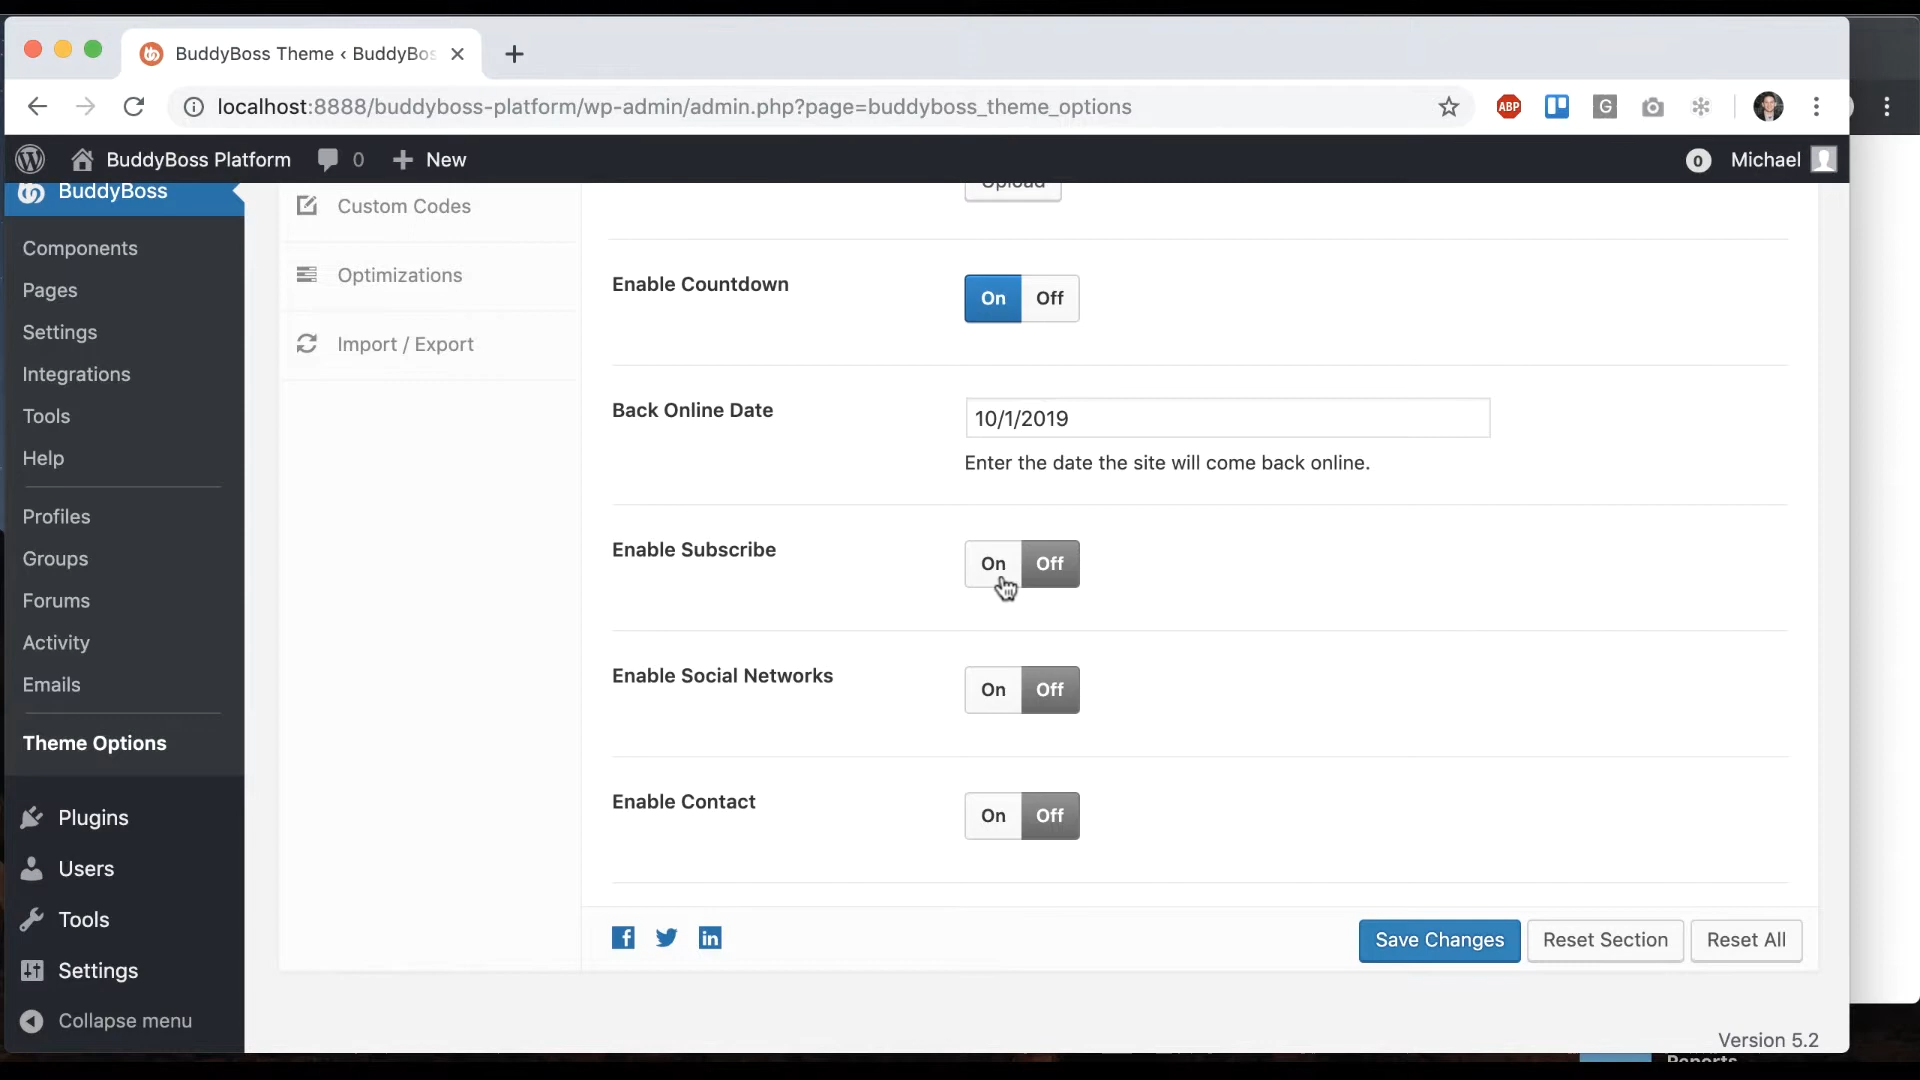 BuddyBoss Theme ‹ BuddyBos
localhost:8888/buddyboss-platform/wp-admin/admin.php?page=buddyboss_theme_options
ABP
G
BuddyBoss Platform
0
New
0
Michael
BuddyBoss
Components
Pages
Settings
Integrations
Tools
Help
Profiles
Groups
Forums
Activity
Emails
Theme Options
Plugins
Users
Tools
Settings
Collapse menu
Custom Codes
Optimizations
Import / Export
Upload
Enable Countdown
On Off
Back Online Date
10/1/2019
Enter the date the site will come back online.
Enable Subscribe
On Off
Enable Social Networks
On Off
Enable Contact
On Off
Save Changes
Reset Section
Reset All
Version 5.2
Reports